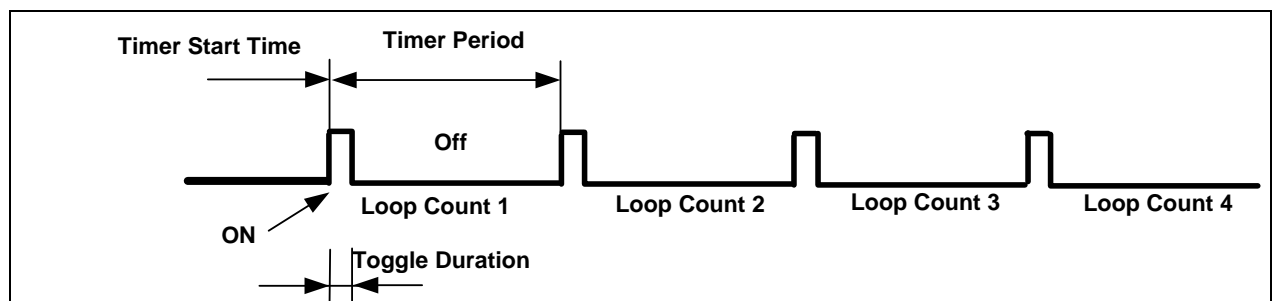 Timer Start Time
Timer Period
Off
Loop Count 1
Loop Count 2
Loop Count 3
Loop Count 4
ON
Toggle Duration